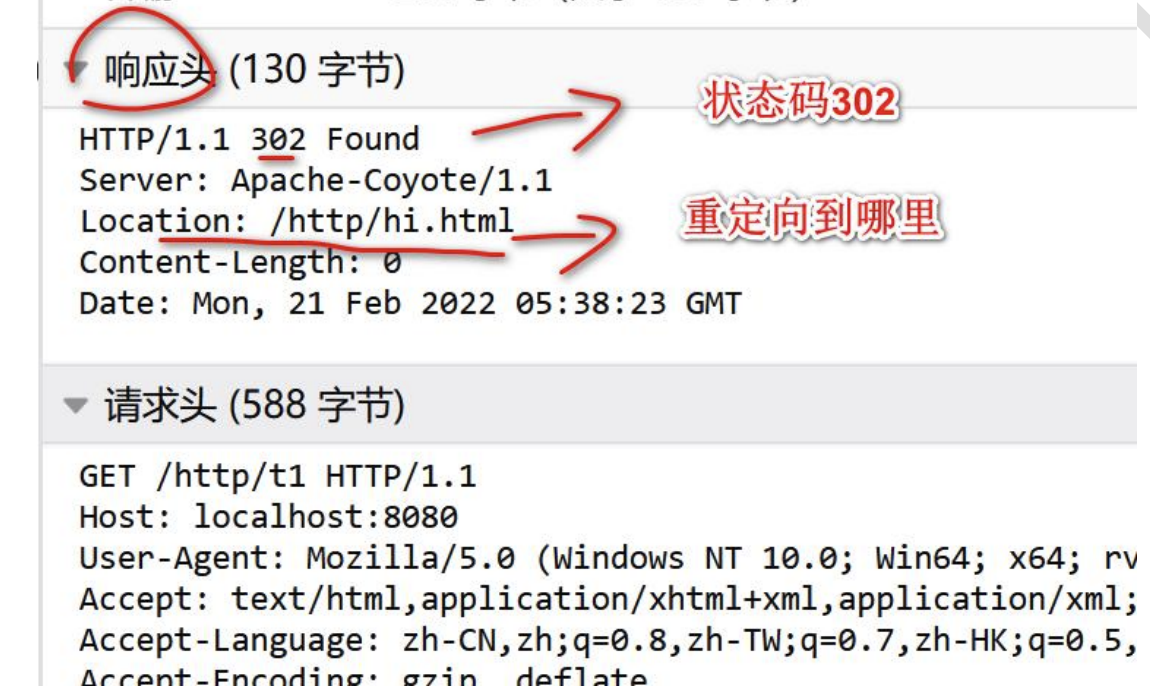 响应头 (130 字节)
状态码302
HTTP/1.1 302 Found
Server: Apache-Coyote/1.1
Location: /http/hi.html
重定向到哪里
Content-Length: 0
Date: Mon, 21 Feb 2022 05:38:23 GMT
请求头 (588 字节)
GET /http/t1 HTTP/1.1
Host: localhost:8080
User-Agent: Mozilla/5.0 (Windows NT 10.0; Win64; x64; rv
Accept: text/html,application/xhtml+xml,application/xml;
Accept-Language: zh-CN,zh;q=0.8,zh-TW;q=0.7,zh-HK;q=0.5,
Accept-Encoding: gzip, deflate